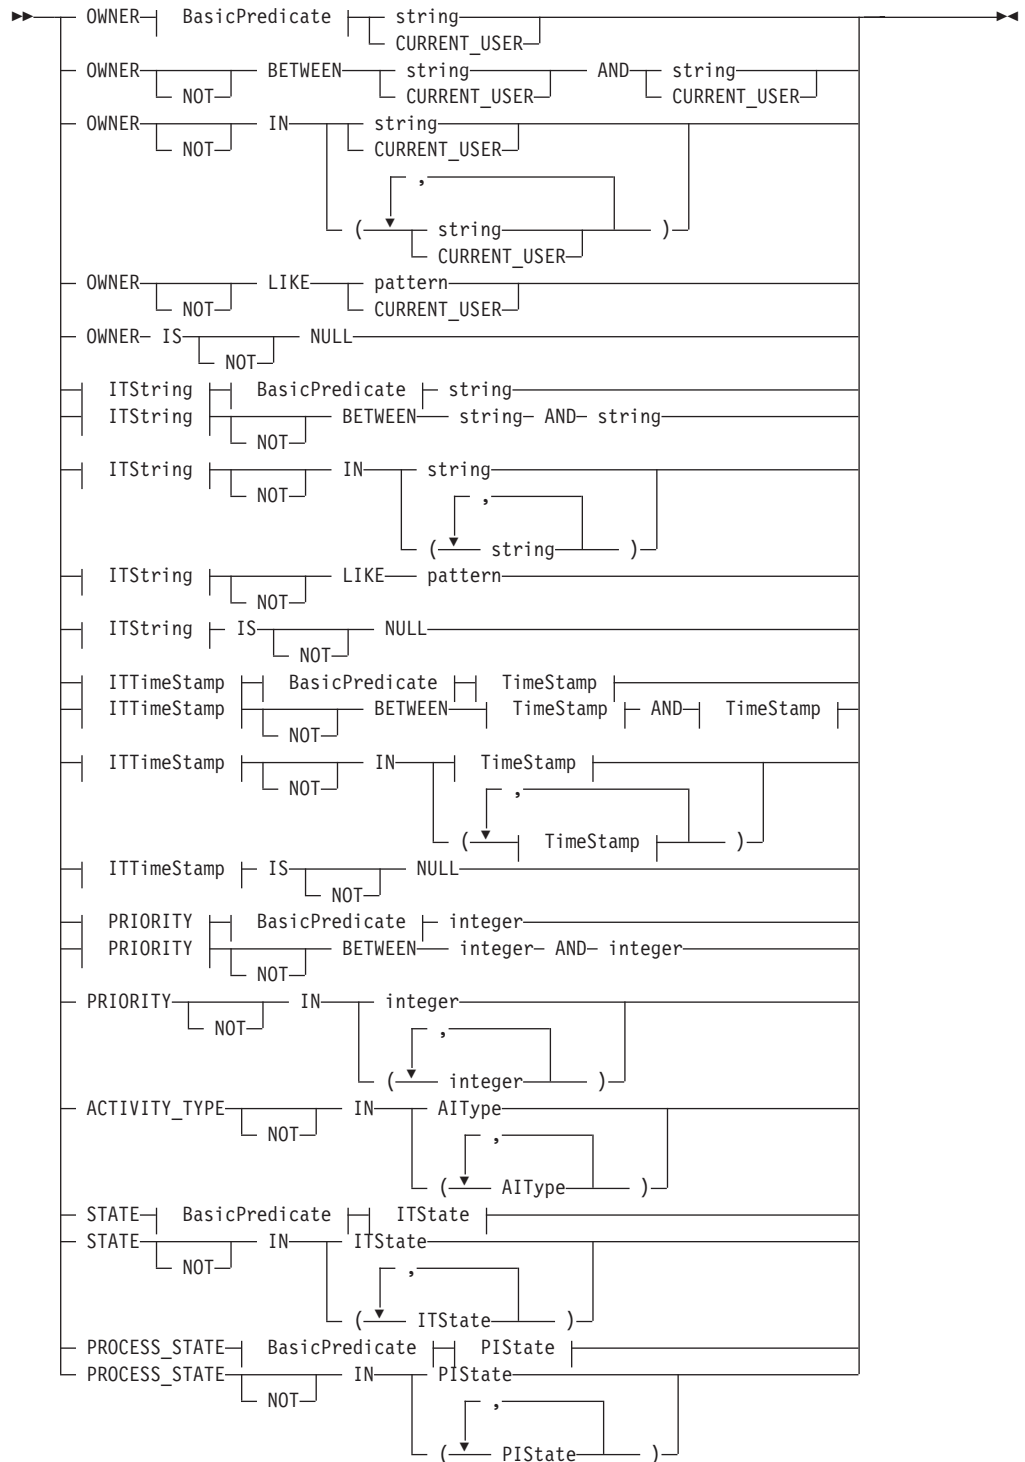 OWNER BasicPredicate string
CURRENT_USER
OWNER BETWEEN string AND string
NOT CURRENT_USER CURRENT_USER
OWNER IN string
NOT CURRENT_USER
,
( string )
CURRENT_USER
OWNER LIKE pattern
NOT CURRENT_USER
OWNER IS NULL
NOT
ITString BasicPredicate string
ITString BETWEEN string AND string
NOT
ITString IN string
NOT ,
( string )
ITString LIKE pattern
NOT
ITString IS NULL
NOT
ITTimeStamp BasicPredicate TimeStamp
ITTimeStamp BETWEEN TimeStamp AND TimeStamp
NOT
ITTimeStamp IN TimeStamp
NOT ,
( TimeStamp )
ITTimeStamp IS NULL
NOT
PRIORITY BasicPredicate integer
PRIORITY BETWEEN integer AND integer
NOT
PRIORITY IN integer
NOT ,
( integer )
ACTIVITY_TYPE IN AIType
NOT ,
( AIType )
STATE BasicPredicate ITState
STATE IN ITState
NOT ,
( ITState )
PROCESS_STATE BasicPredicate PIState
PROCESS_STATE IN PIState
NOT ,
( PIState )